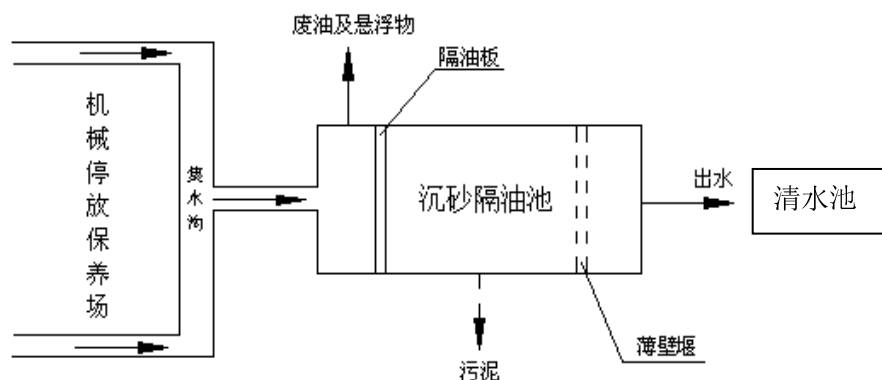 废油及悬浮物
隔油板
机械停放保养场
集水沟
沉砂隔油池
出水
清水池
薄壁堰
污泥